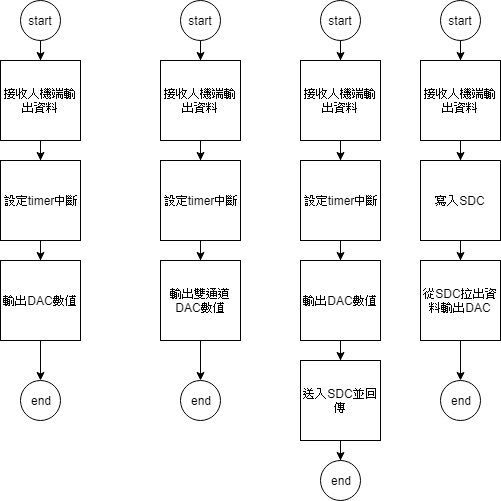 start
接收人機端輸
出資料
設定timer中斷
輸出DAC數值
end
start
接收人機端輸
出資料
設定timer中斷
輸出雙通道
DAC數值
end
start
接收人機端輸
出資料
設定timer中斷
輸出DAC數值
送入SDC並回
傳
end
start
接收人機端輸
出資料
寫入SDC
從SDC拉出資
料輸出DAC
end